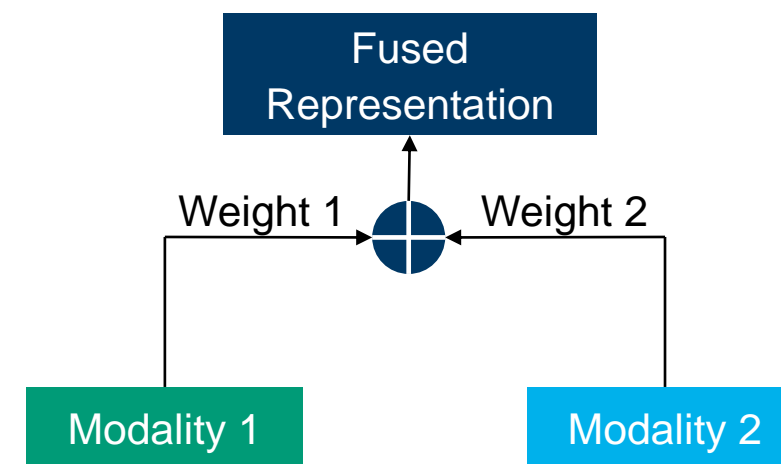 Fused
Representation
Weight 1
Weight 2
Modality 1
Modality 2